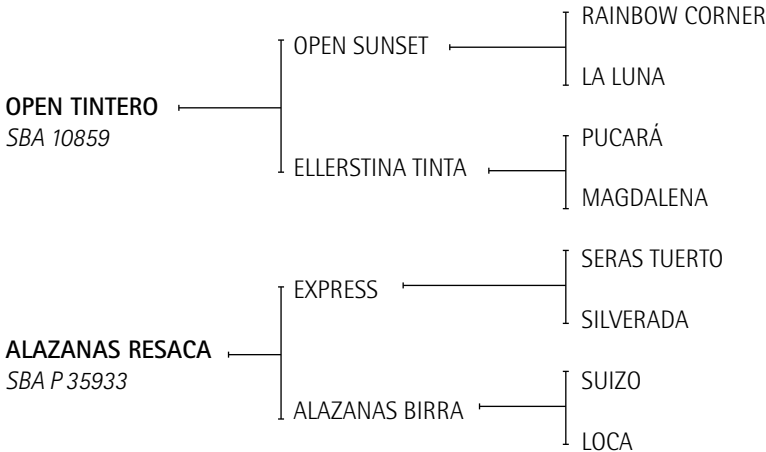 RAINBOW CORNER
OPEN SUNSET
LA LUNA
OPEN TINTERO
SBA 10859
PUCARÁ
ELLERSTINA TINTA
MAGDALENA
SERAS TUERTO
EXPRESS
SILVERADA
ALAZANAS RESACA
SBA P 35933
SUIZO
ALAZANAS BIRRA
LOCA